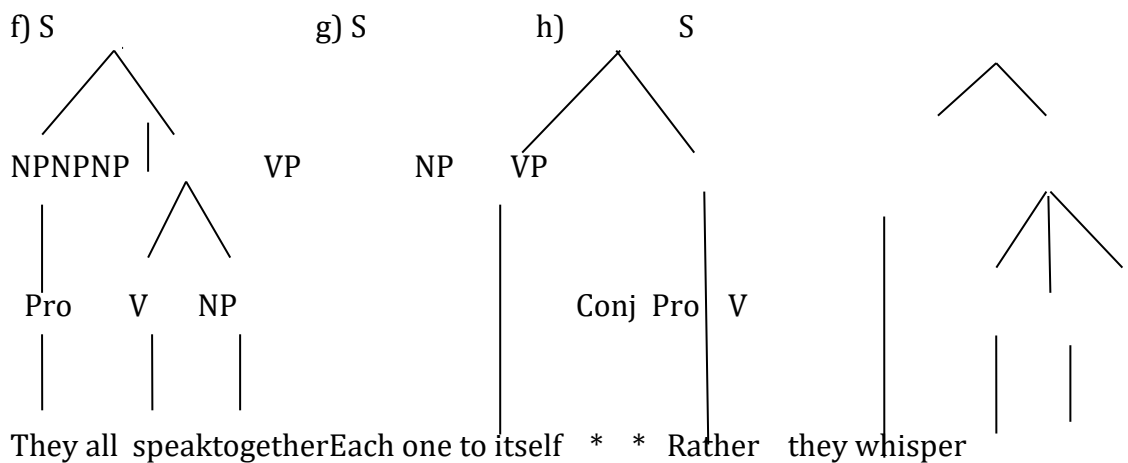 f) S g) S h) S
NPNPNP VP NP VP
Pro V NP Conj Pro V
They all speaktogetherEach one to itself * * Rather they whisper